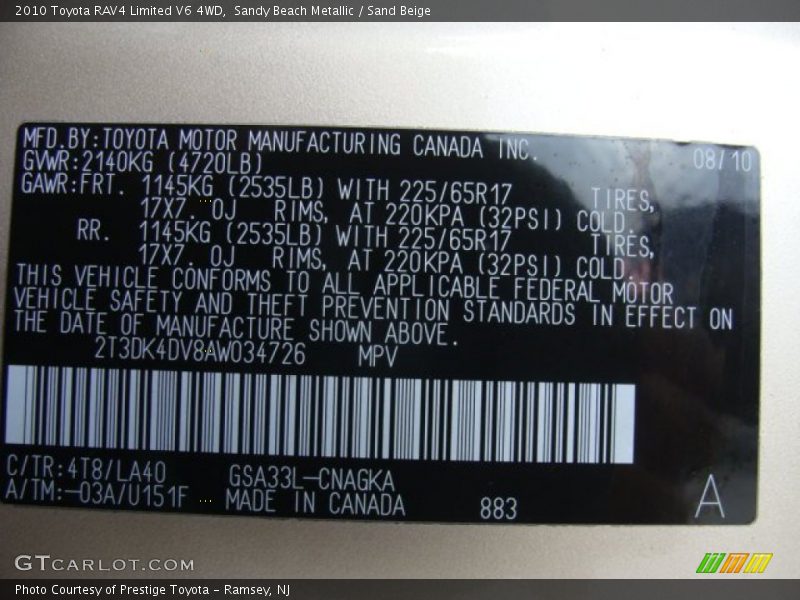 2010 Toyota RAV4 Limited V6 4WD,  Sandy Beach Metallic / Sand Beige
MFD.BY:TOYOTA MOTOR MANUFACTURING CANADA INC.
08/10
GVWR:2140KG (4720LB)
GAWR:FRT. 1145KG (2535LB) WITH 225/65R17 TIRES,
17X7. 0J RIMS, AT 220KPA (32PSI) COLD.
RR. 1145KG (2535LB) WITH 225/65R17 TIRES,
17X7. 0J RIMS, AT 220KPA (32PSI) COLD.
THIS VEHICLE CONFORMS TO ALL APPLICABLE FEDERAL MOTOR
VEHICLE SAFETY AND THEFT PREVENTION STANDARDS IN EFFECT ON
THE DATE OF MANUFACTURE SHOWN ABOVE.
2T3DK4DV8AW034726 MPV
C/TR:4T8/LA40 GSA33L-CNAGKA
A/TM:-03A/U151F MADE IN CANADA 883 A
GTCARLOT.COM
Photo Courtesy of Prestige Toyota - Ramsey, NJ